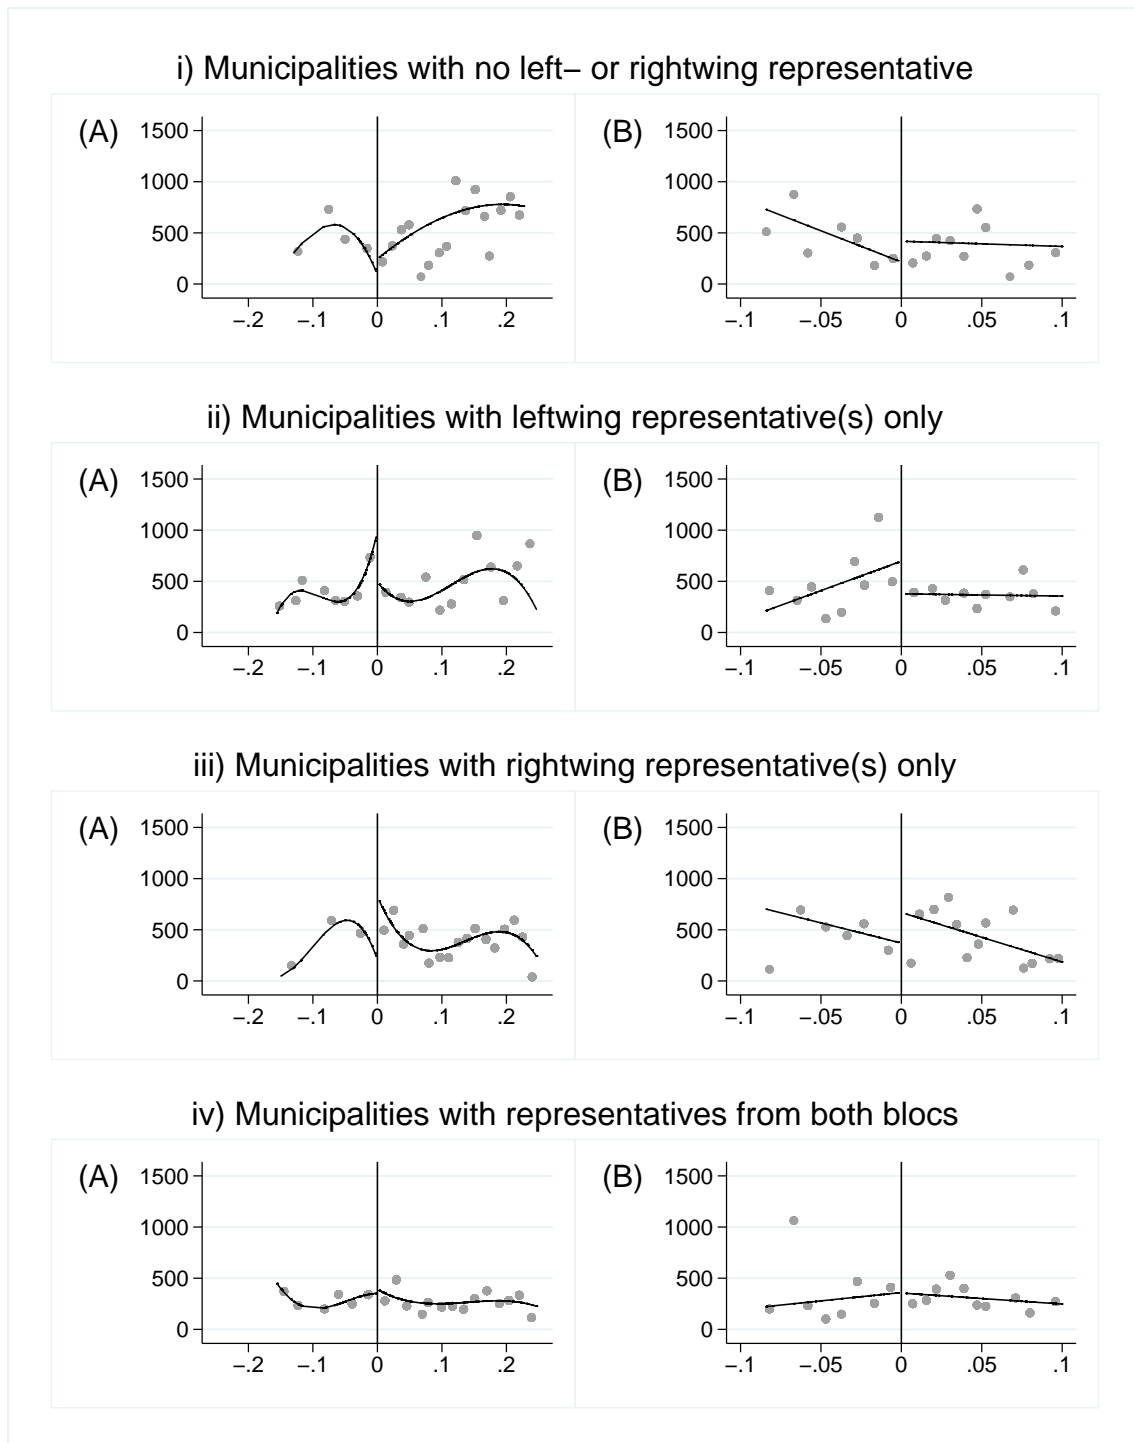 i) Municipalities with no left– or rightwing representative
(A)
1500
1000
500
0
–.2 –.1 0 .1 .2
(B)
1500
1000
500
0
–.1 –.05 0 .05 .1
ii) Municipalities with leftwing representative(s) only
(A)
1500
1000
500
0
–.2 –.1 0 .1 .2
(B)
1500
1000
500
0
–.1 –.05 0 .05 .1
iii) Municipalities with rightwing representative(s) only
(A)
1500
1000
500
0
–.2 –.1 0 .1 .2
(B)
1500
1000
500
0
–.1 –.05 0 .05 .1
iv) Municipalities with representatives from both blocs
(A)
1500
1000
500
0
–.2 –.1 0 .1 .2
(B)
1500
1000
500
0
–.1 –.05 0 .05 .1